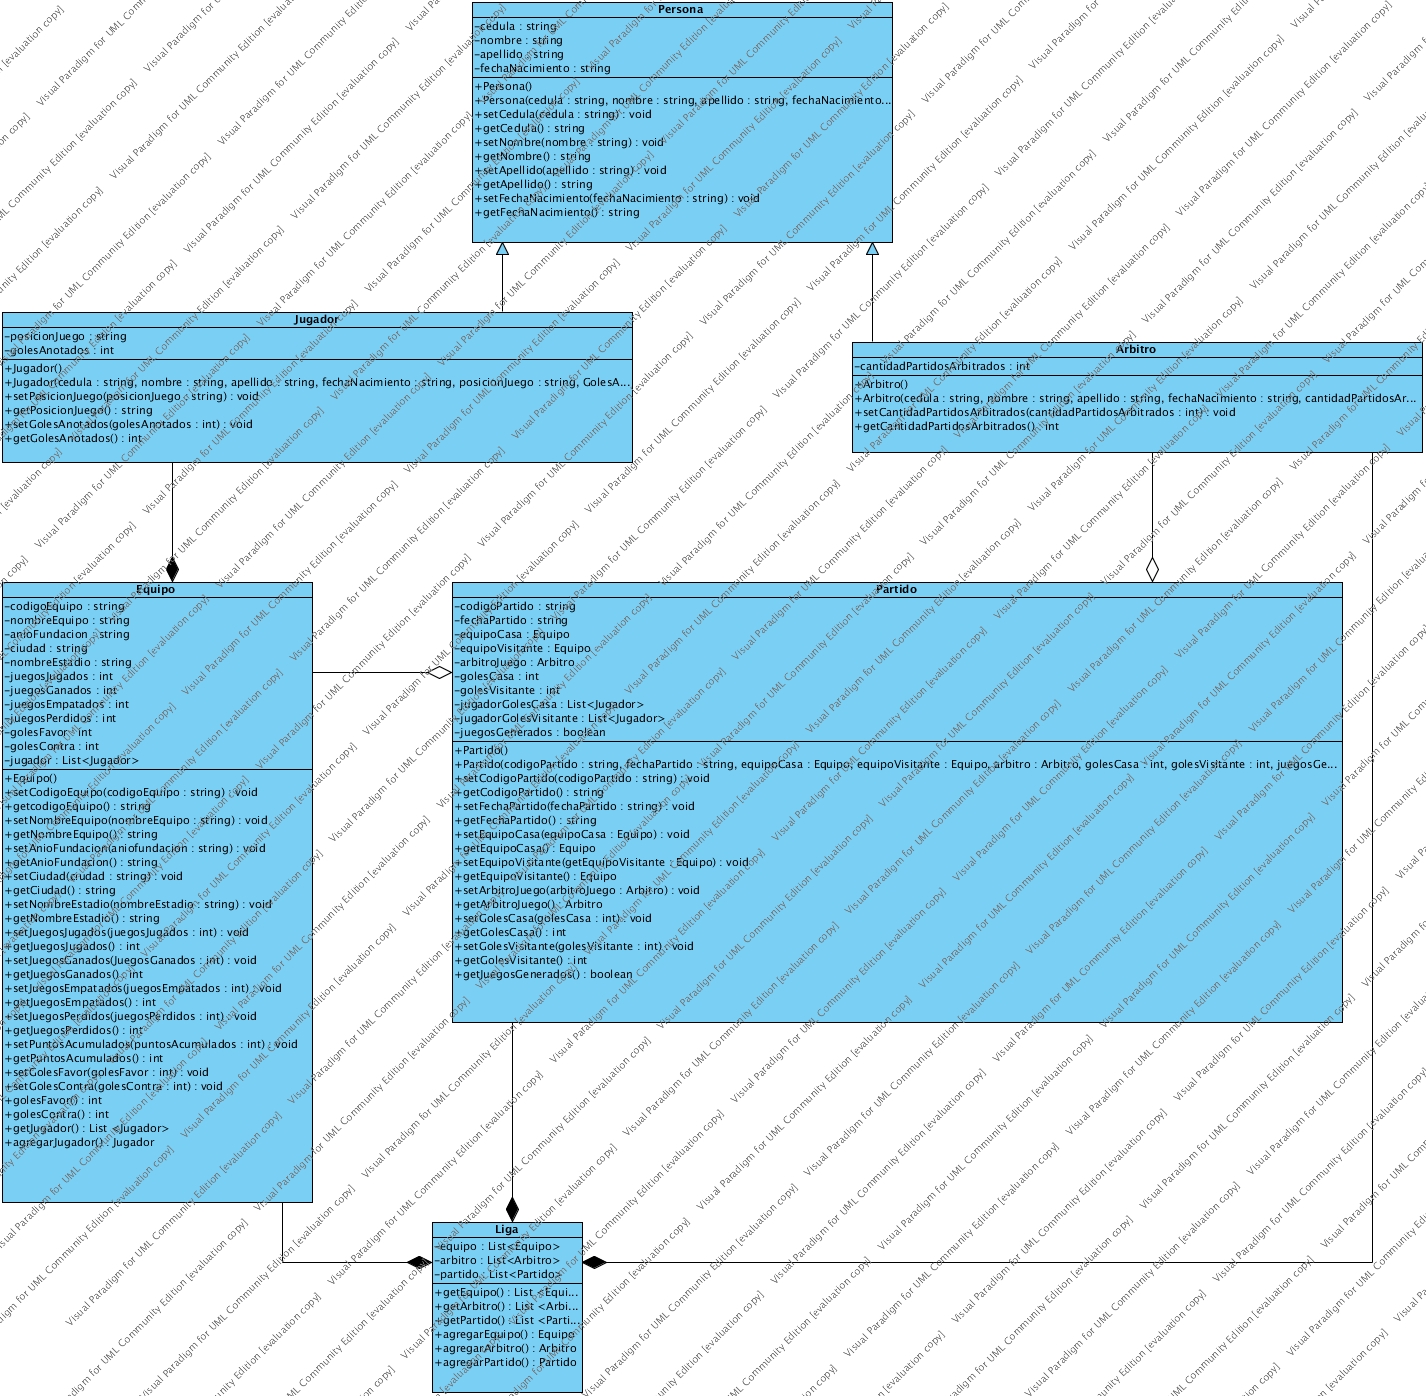 Persona
-cedula : string
-nombre : string
-apellido : string
-fechaNacimiento : string
+Persona()
+Persona(cedula : string, nombre : string, apellido : string, fechaNacimiento...
+setCedula(cedula : string) : void
+getCedula() : string
+setNombre(nombre : string) : void
+getNombre() : string
+setApellido(apellido : string) : void
+getApellido() : string
+setFechaNacimiento(fechaNacimiento : string) : void
+getFechaNacimiento() : string
Jugador
-posicionJuego : string
-golesAnotados : int
+Jugador()
+Jugador(cedula : string, nombre : string, apellido : string, fechaNacimiento : string, posicionJuego : string, GolesA...
+setPosicionJuego(posicionJuego : string) : void
+getPosicionJuego() : string
+setGolesAnotados(golesAnotados : int) : void
+getGolesAnotados() : int
Arbitro
-cantidadPartidosArbitrados : int
+Arbitro()
+Arbitro(cedula : string, nombre : string, apellido : string, fechaNacimiento : string, cantidadPartidosAr...
+setCantidadPartidosArbitrados(cantidadPartidosArbitrados : int) : void
+getCantidadPartidosArbitrados() : int
Equipo
-codigoEquipo : string
-nombreEquipo : string
-anioFundacion : string
-ciudad : string
-nombreEstadio : string
-juegosJugados : int
-juegosGanados : int
-juegosEmpatados : int
-juegosPerdidos : int
-golesFavor : int
-golesContra : int
-jugador : List<Jugador>
+Equipo()
+setCodigoEquipo(codigoEquipo : string) : void
+getcodigoEquipo() : string
+setNombreEquipo(nombreEquipo : string) : void
+getNombreEquipo() : string
+setAnioFundacion(aniofundacion : string) : void
+getAnioFundacion() : string
+setCiudad(ciudad : string) : void
+getCiudad() : string
+setNombreEstadio(nombreEstadio : string) : void
+getNombreEstadio() : string
+setJuegosJugados(juegosJugados : int) : void
+getJuegosJugados() : int
+setJuegosGanados(JuegosGanados : int) : void
+getJuegosGanados() : int
+setJuegosEmpatados(juegosEmpatados : int) : void
+getJuegosEmpatados() : int
+setJuegosPerdidos(juegosPerdidos : int) : void
+getJuegosPerdidos() : int
+setPuntosAcumulados(puntosAcumulados : int) : void
+getPuntosAcumulados() : int
+setGolesFavor(golesFavor : int) : void
+setGolesContra(golesContra : int) : void
+golesFavor() : int
+golesContra() : int
+getJugador() : List <Jugador>
+agregarJugador() : Jugador
Partido
-codigoPartido : string
-fechaPartido : string
-equipoCasa : Equipo
-equipoVisitante : Equipo
-arbitroJuego : Arbitro
-golesCasa : int
-golesVisitante : int
-jugadorGolesCasa : List<Jugador>
-jugadorGolesVisitante : List<Jugador>
-juegosGenerados : boolean
+Partido()
+Partido(codigoPartido : string, fechaPartido : string, equipoCasa : Equipo, equipoVisitante : Equipo, arbitro : Arbitro, golesCasa : int, golesVisitante : int, juegosGe...
+setCodigoPartido(codigoPartido : string) : void
+getCodigoPartido() : string
+setFechaPartido(fechaPartido : string) : void
+getFechaPartido() : string
+setEquipoCasa(equipoCasa : Equipo) : void
+getEquipoCasa() : Equipo
+setEquipoVisitante(getEquipoVisitante : Equipo) : void
+getEquipoVisitante() : Equipo
+setArbitroJuego(arbitroJuego : Arbitro) : void
+getArbitroJuego() : Arbitro
+setGolesCasa(golesCasa : int) : void
+getGolesCasa() : int
+setGolesVisitante(golesVisitante : int) : void
+getGolesVisitante() : int
+getJuegosGenerados() : boolean
Liga
-equipo : List<Equipo>
-arbitro : List<Arbitro>
-partido : List<Partido>
+getEquipo() : List <Equi...
+getArbitro() : List <Arbi...
+getPartido() : List <Parti...
+agregarEquipo() : Equipo
+agregarArbitro() : Arbitro
+agregarPartido() : Partido
Visual Paradigm for UML Community Edition [evaluation copy]